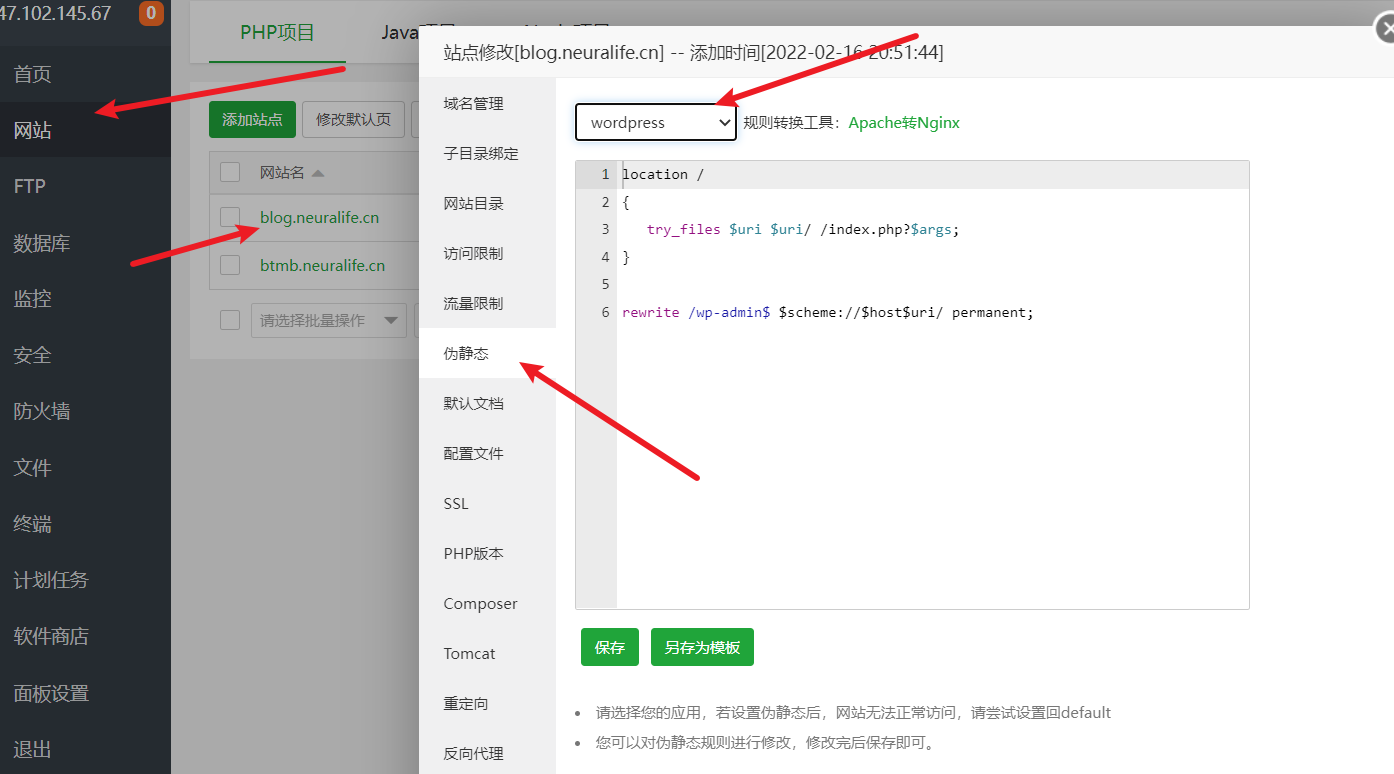 47.102.145.67 0
首页
网站
FTP
数据库
监控
安全
防火墙
文件
终端
计划任务
软件商店
面板设置
退出
PHP项目
Java项目
添加站点
修改默认页
网站名
blog.neuralife.cn
btmb.neuralife.cn
请选择批量操作
站点修改[blog.neuralife.cn] -- 添加时间[2022-02-16 20:51:44]
域名管理
子目录绑定
网站目录
访问限制
流量限制
伪静态
默认文档
配置文件
SSL
PHP版本
Composer
Tomcat
重定向
反向代理
wordpress
规则转换工具：Apache转Nginx
1 location /
2 {
3 try_files $uri $uri/ /index.php?$args;
4 }
5
6 rewrite /wp-admin$ $scheme://$host$uri/ permanent;
保存
另存为模板
• 请选择您的应用，若设置伪静态后，网站无法正常访问，请尝试设置回default
• 您可以对伪静态规则进行修改，修改完后保存即可。